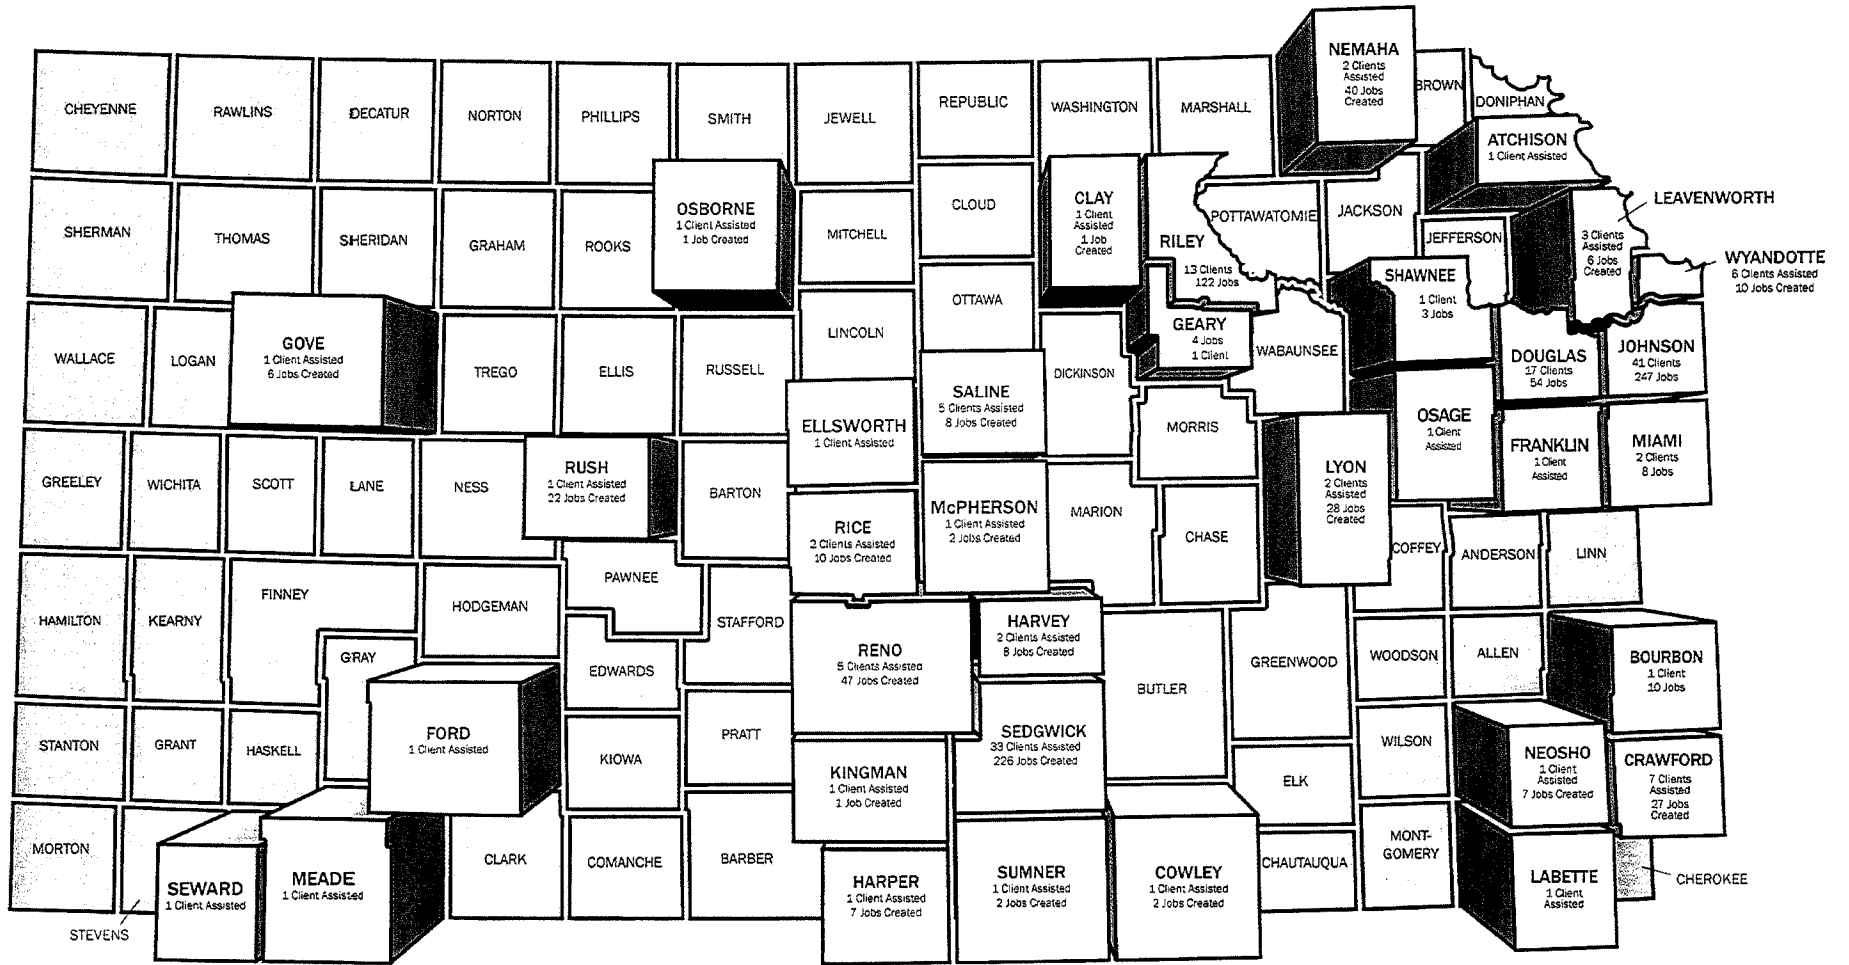 CHEYENNE
RAWLINS
DECATUR
NORTON
PHILLIPS
SMITH
JEWELL
REPUBLIC
WASHINGTON
MARSHALL
NEMAHA
2 Clients
Assisted
40 Jobs
Created
BROWN
DONIPHAN
ATCHISON
1 Client Assisted
SHERMAN
THOMAS
SHERIDAN
GRAHAM
ROOKS
OSBORNE
1 Client Assisted
1 Job Created
MITCHELL
CLOUD
CLAY
1 Client
Assisted
1 Job
Created
RILEY
13 Clients
122 Jobs
POTTAWATOMIE
JACKSON
JEFFERSON
LEAVENWORTH
3 Clients
Assisted
6 Jobs
Created
WYANDOTTE
6 Clients Assisted
10 Jobs Created
WALLACE
LOGAN
GOVE
1 Client Assisted
6 Jobs Created
TREGO
ELLIS
RUSSELL
LINCOLN
OTTAWA
SALINE
5 Clients Assisted
8 Jobs Created
DICKINSON
GEARY
4 Jobs
1 Client
WABAUNSEE
SHAWNEE
1 Client
3 Jobs
DOUGLAS
17 Clients
54 Jobs
JOHNSON
41 Clients
247 Jobs
GREELEY
WICHITA
SCOTT
LANE
NESS
RUSH
1 Client Assisted
22 Jobs Created
BARTON
ELLSWORTH
1 Client Assisted
RICE
2 Clients Assisted
10 Jobs Created
McPHERSON
1 Client Assisted
2 Jobs Created
MARION
MORRIS
CHASE
LYON
2 Clients
Assisted
28 Jobs
Created
OSAGE
1 Client
Assisted
FRANKLIN
1 Client
Assisted
MIAMI
2 Clients
8 Jobs
HAMILTON
KEARNY
FINNEY
HODGEMAN
PAWNEE
STAFFORD
RENO
5 Clients Assisted
47 Jobs Created
HARVEY
2 Clients Assisted
8 Jobs Created
COFFEY
ANDERSON
LINN
GRAY
EDWARDS
BUTLER
GREENWOOD
WOODSON
ALLEN
BOURBON
1 Client
10 Jobs
STANTON
GRANT
HASKELL
FORD
1 Client Assisted
KIOWA
PRATT
KINGMAN
1 Client Assisted
1 Job Created
SEDGWICK
33 Clients Assisted
226 Jobs Created
ELK
WILSON
NEOSHO
1 Client
Assisted
7 Jobs Created
CRAWFORD
7 Clients
Assisted
27 Jobs
Created
MORTON
STEVENS
SEWARD
1 Client Assisted
MEADE
1 Client Assisted
CLARK
COMANCHE
BARBER
HARPER
1 Client Assisted
7 Jobs Created
SUMNER
1 Client Assisted
2 Jobs Created
COWLEY
1 Client Assisted
2 Jobs Created
CHAUTAUQUA
MONT-
GOMERY
LABETTE
1 Client
Assisted
CHEROKEE